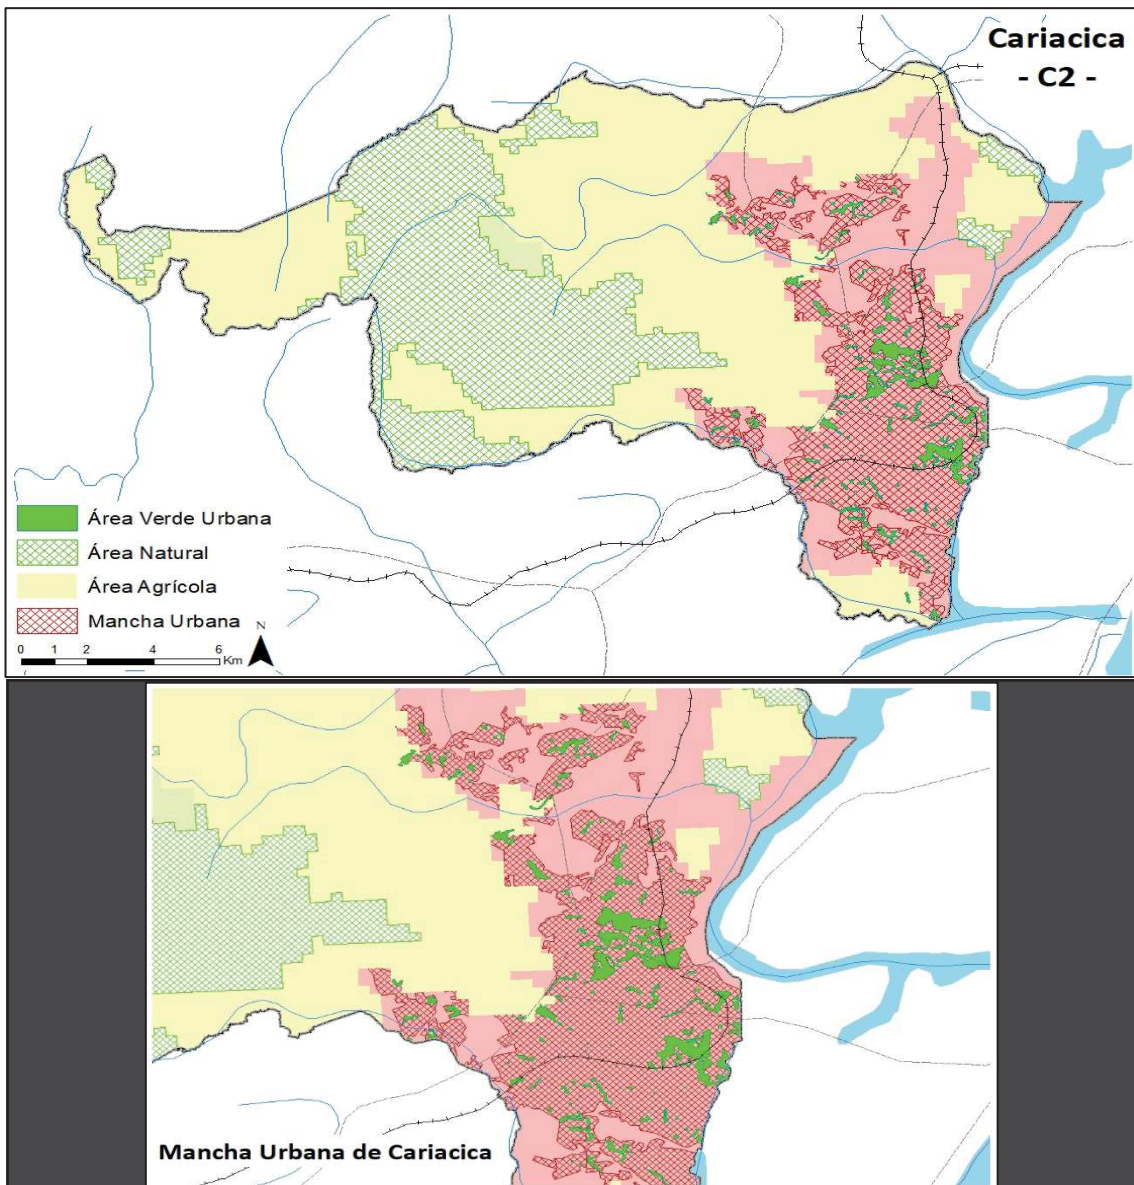 Cariacica
- C2 -
Área Verde Urbana
Área Natural
Área Agrícola
Mancha Urbana
N
0 1 2 4 6
Km
Mancha Urbana de Cariacica